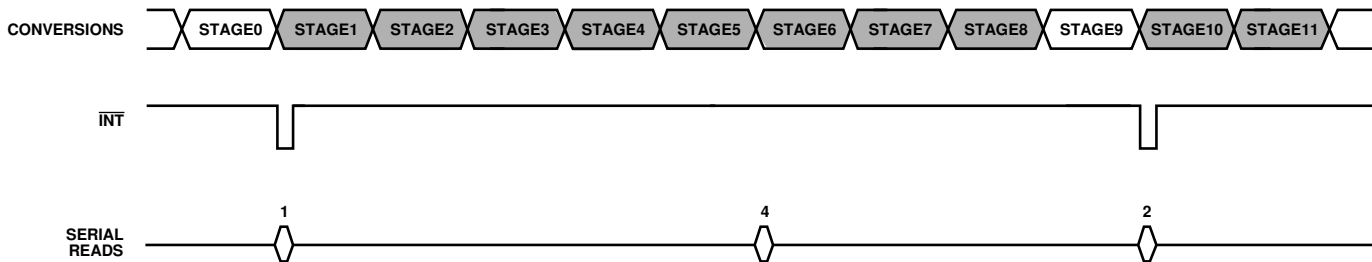 CONVERSIONS
STAGE0 STAGE1 STAGE2 STAGE3 STAGE4 STAGE5 STAGE6 STAGE7 STAGE8 STAGE9 STAGE10 STAGE11
INT
1 4 2
SERIAL
READS